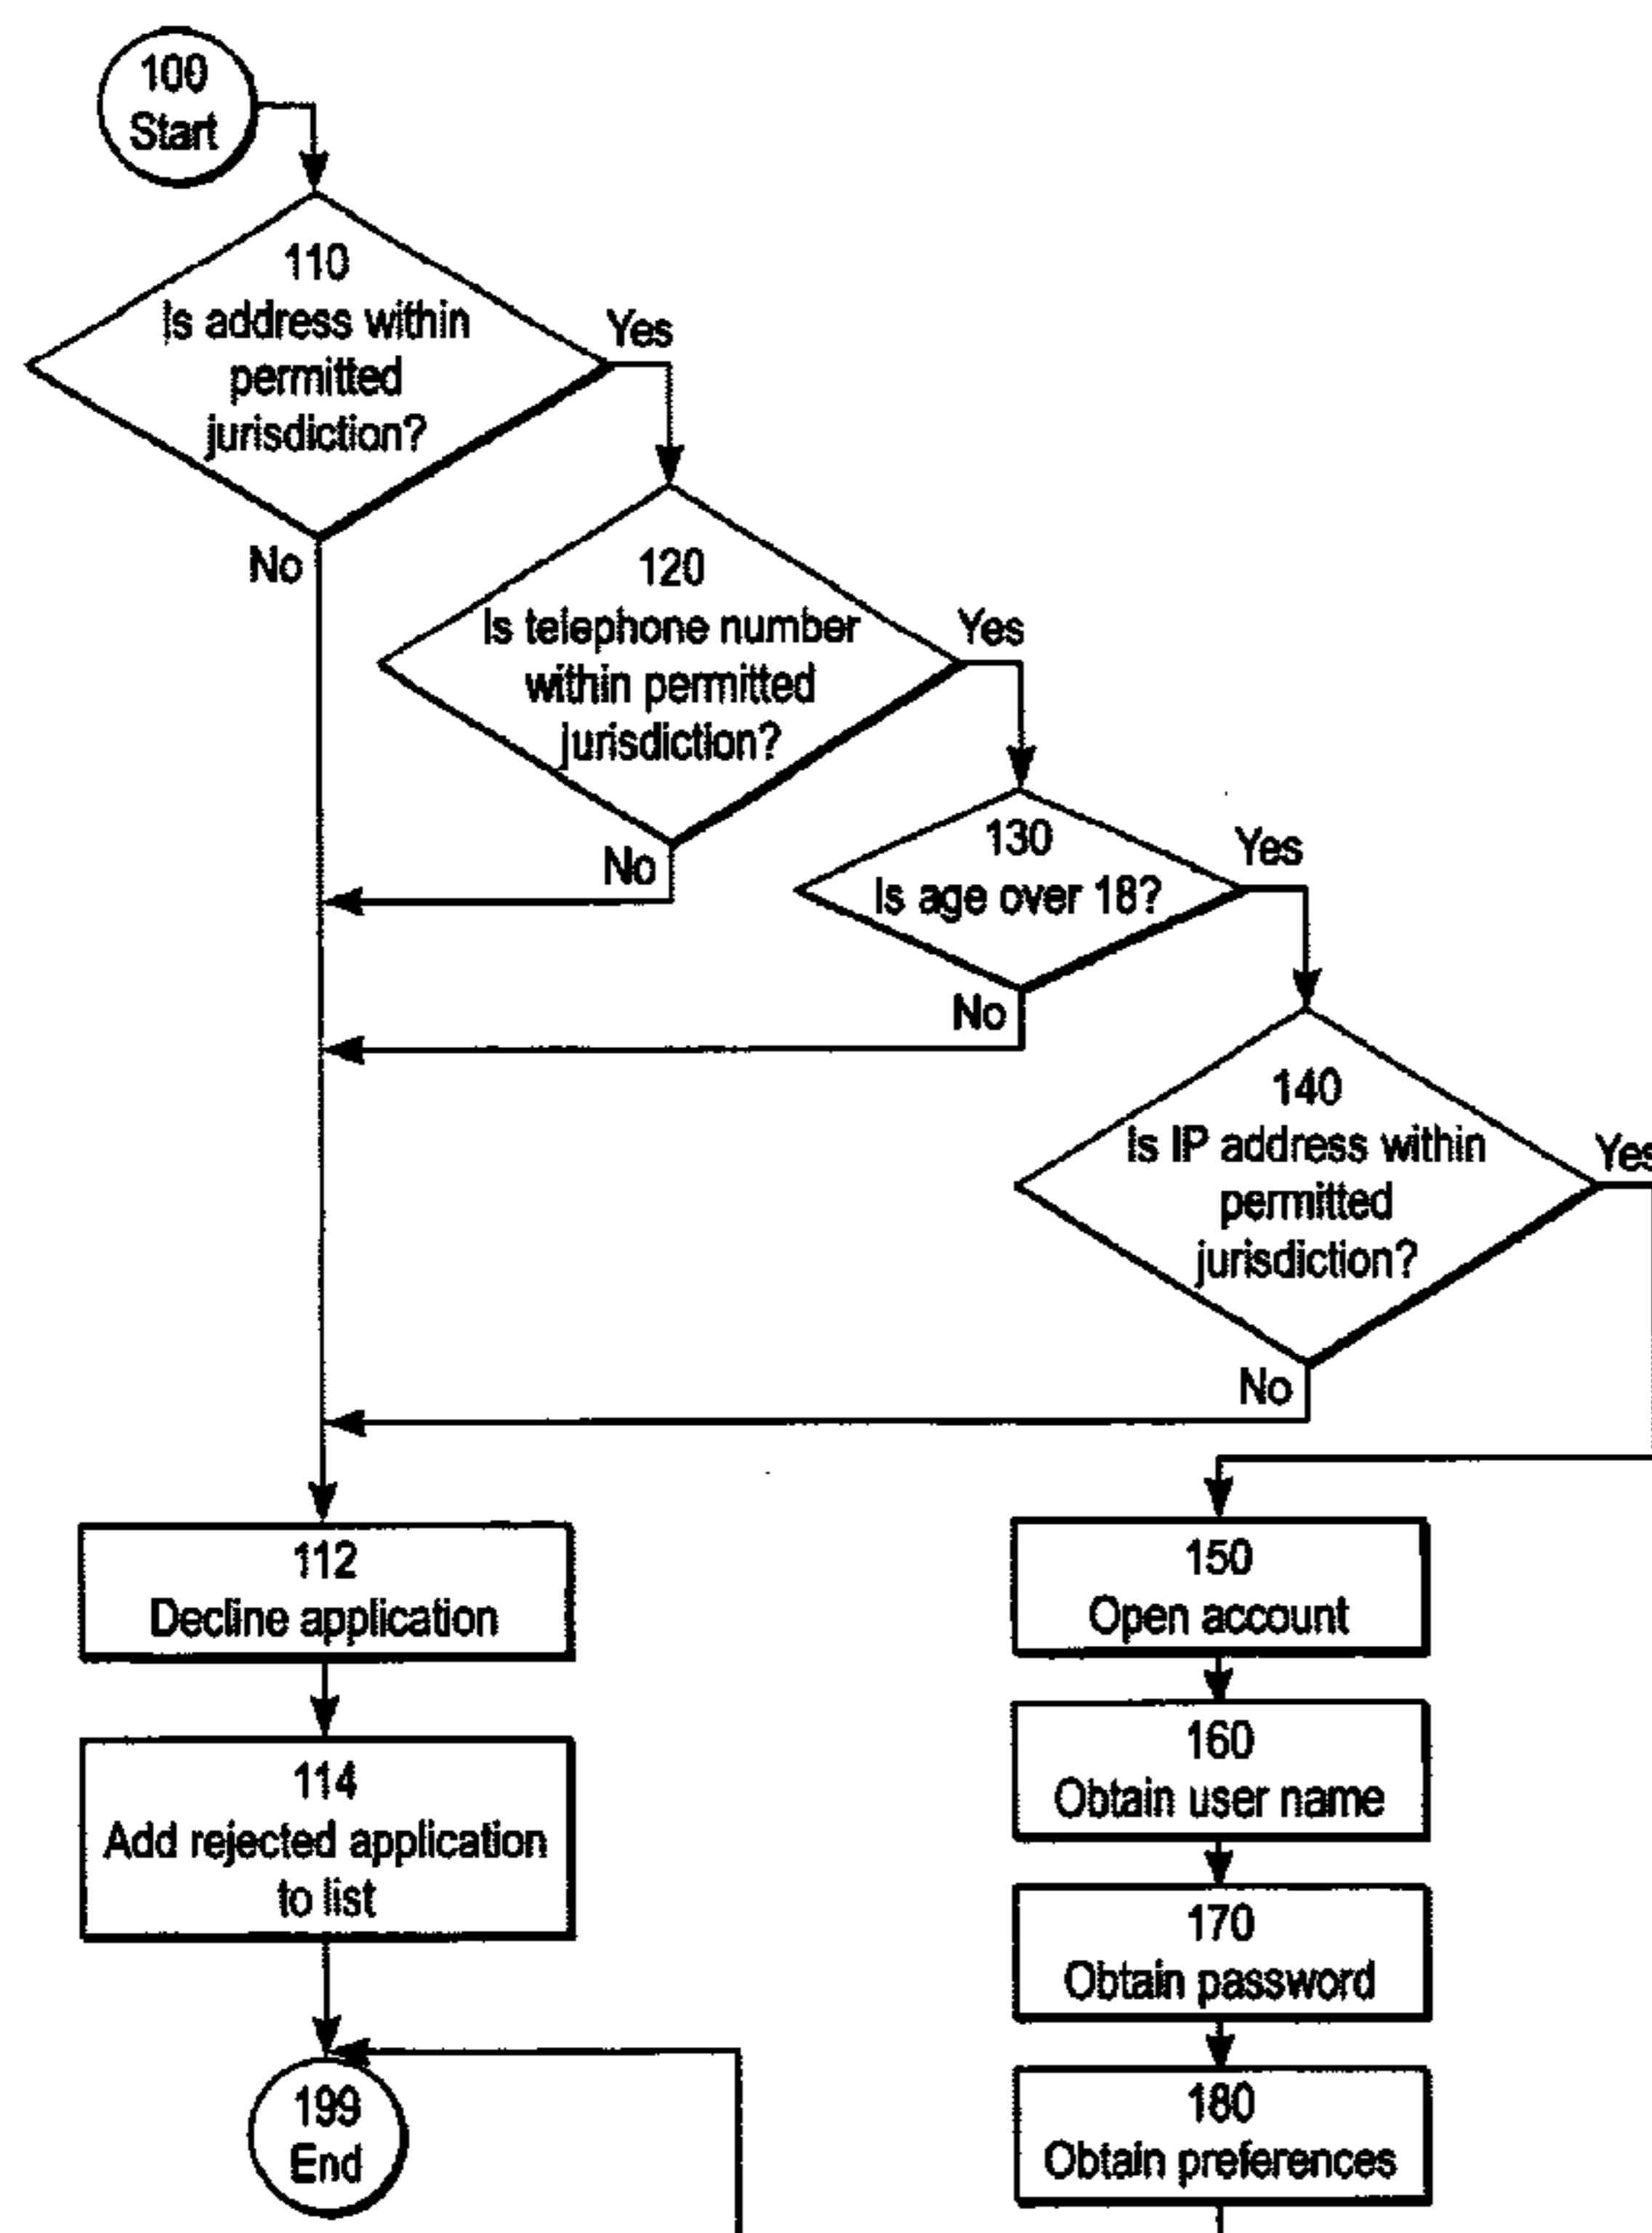 100
Start
110
Is address within
permitted
jurisdiction?
Yes
No
120
Is telephone number
within permitted
jurisdiction?
Yes
No
130
Is age over 18?
Yes
No
140
Is IP address within
permitted
jurisdiction?
Yes
No
112
Decline application
114
Add rejected application
to list
199
End
150
Open account
160
Obtain user name
170
Obtain password
180
Obtain preferences